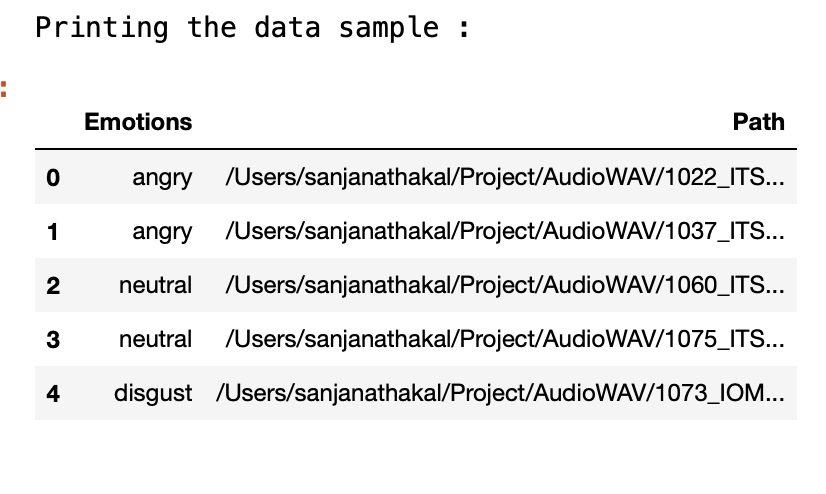 Printing the data sample :
:
Emotions Path
0 angry /Users/sanjanathakal/Project/AudioWAV/1022_ITS...
1 angry /Users/sanjanathakal/Project/AudioWAV/1037_ITS...
2 neutral /Users/sanjanathakal/Project/AudioWAV/1060_ITS...
3 neutral /Users/sanjanathakal/Project/AudioWAV/1075_ITS...
4 disgust /Users/sanjanathakal/Project/AudioWAV/1073_IOM...